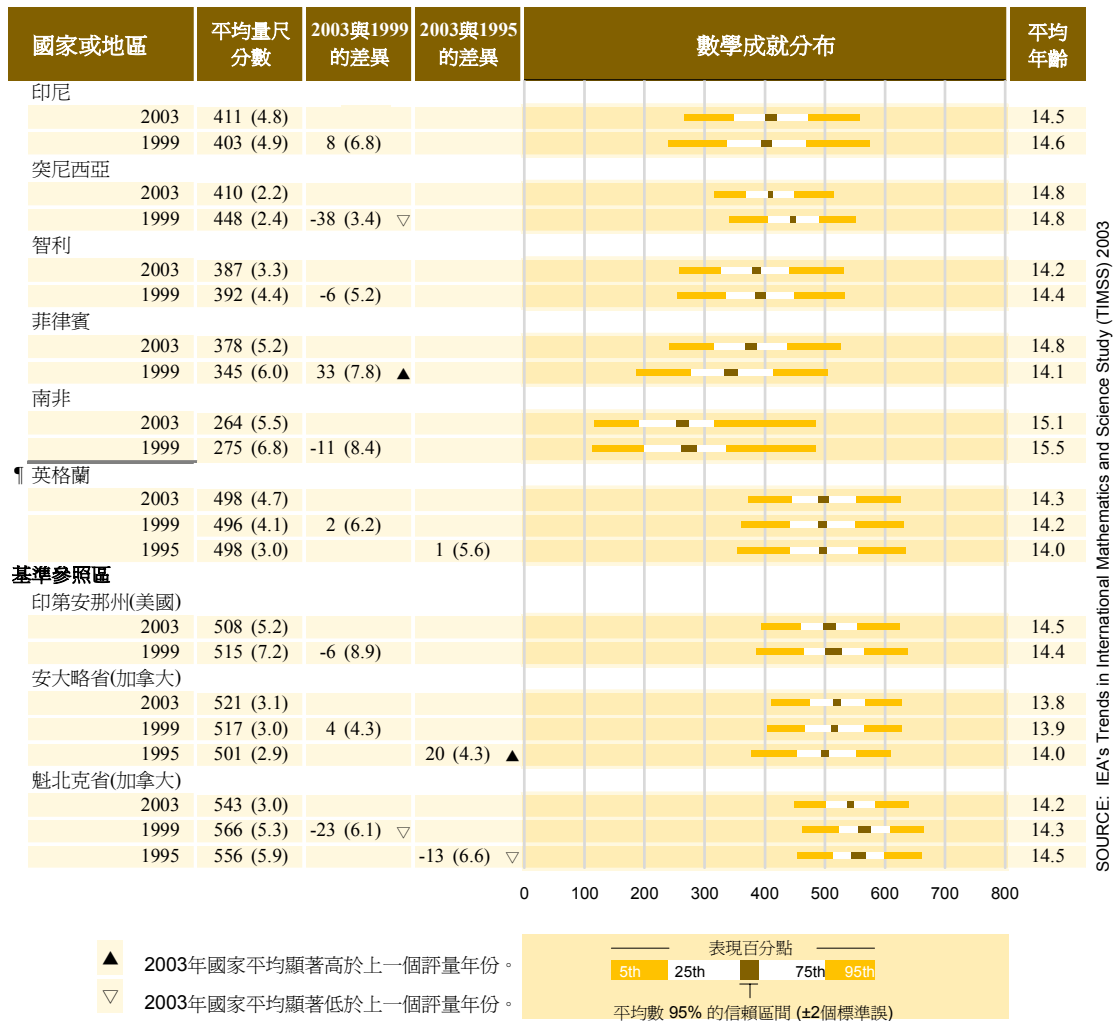 國家或地區 平均量尺分數 2003與1999的差異 2003與1995的差異 數學成就分布 平均年齡
印尼
2003 411 (4.8) 14.5
1999 403 (4.9) 8 (6.8) 14.6
突尼西亞
2003 410 (2.2) 14.8
1999 448 (2.4) -38 (3.4) ▽ 14.8
智利
2003 387 (3.3) 14.2
1999 392 (4.4) -6 (5.2) 14.4
菲律賓
2003 378 (5.2) 14.8
1999 345 (6.0) 33 (7.8) ▲ 14.1
南非
2003 264 (5.5) 15.1
1999 275 (6.8) -11 (8.4) 15.5
¶ 英格蘭
2003 498 (4.7) 14.3
1999 496 (4.1) 2 (6.2) 14.2
1995 498 (3.0) 1 (5.6) 14.0
基準參照區
印第安那州(美國)
2003 508 (5.2) 14.5
1999 515 (7.2) -6 (8.9) 14.4
安大略省(加拿大)
2003 521 (3.1) 13.8
1999 517 (3.0) 4 (4.3) 13.9
1995 501 (2.9) 20 (4.3) ▲ 14.0
魁北克省(加拿大)
2003 543 (3.0) 14.2
1999 566 (5.3) -23 (6.1) ▽ 14.3
1995 556 (5.9) -13 (6.6) ▽ 14.5
0 100 200 300 400 500 600 700 800
▲ 2003年國家平均顯著高於上一個評量年份。
▽ 2003年國家平均顯著低於上一個評量年份。
表現百分點
5th 25th 75th 95th
平均數 95% 的信賴區間 (±2個標準誤)
SOURCE: IEA's Trends in International Mathematics and Science Study (TIMSS) 2003